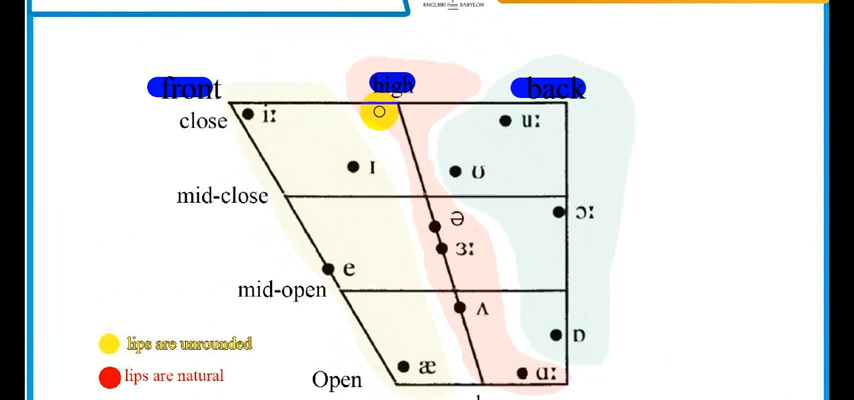 ENGLISH from BABYLON
front high back
close iː uː
ɪ ʊ
mid-close
ə ɔː
ɜː
e
mid-open
ʌ
lips are unrounded ɒ
æ
lips are natural ɑː
Open